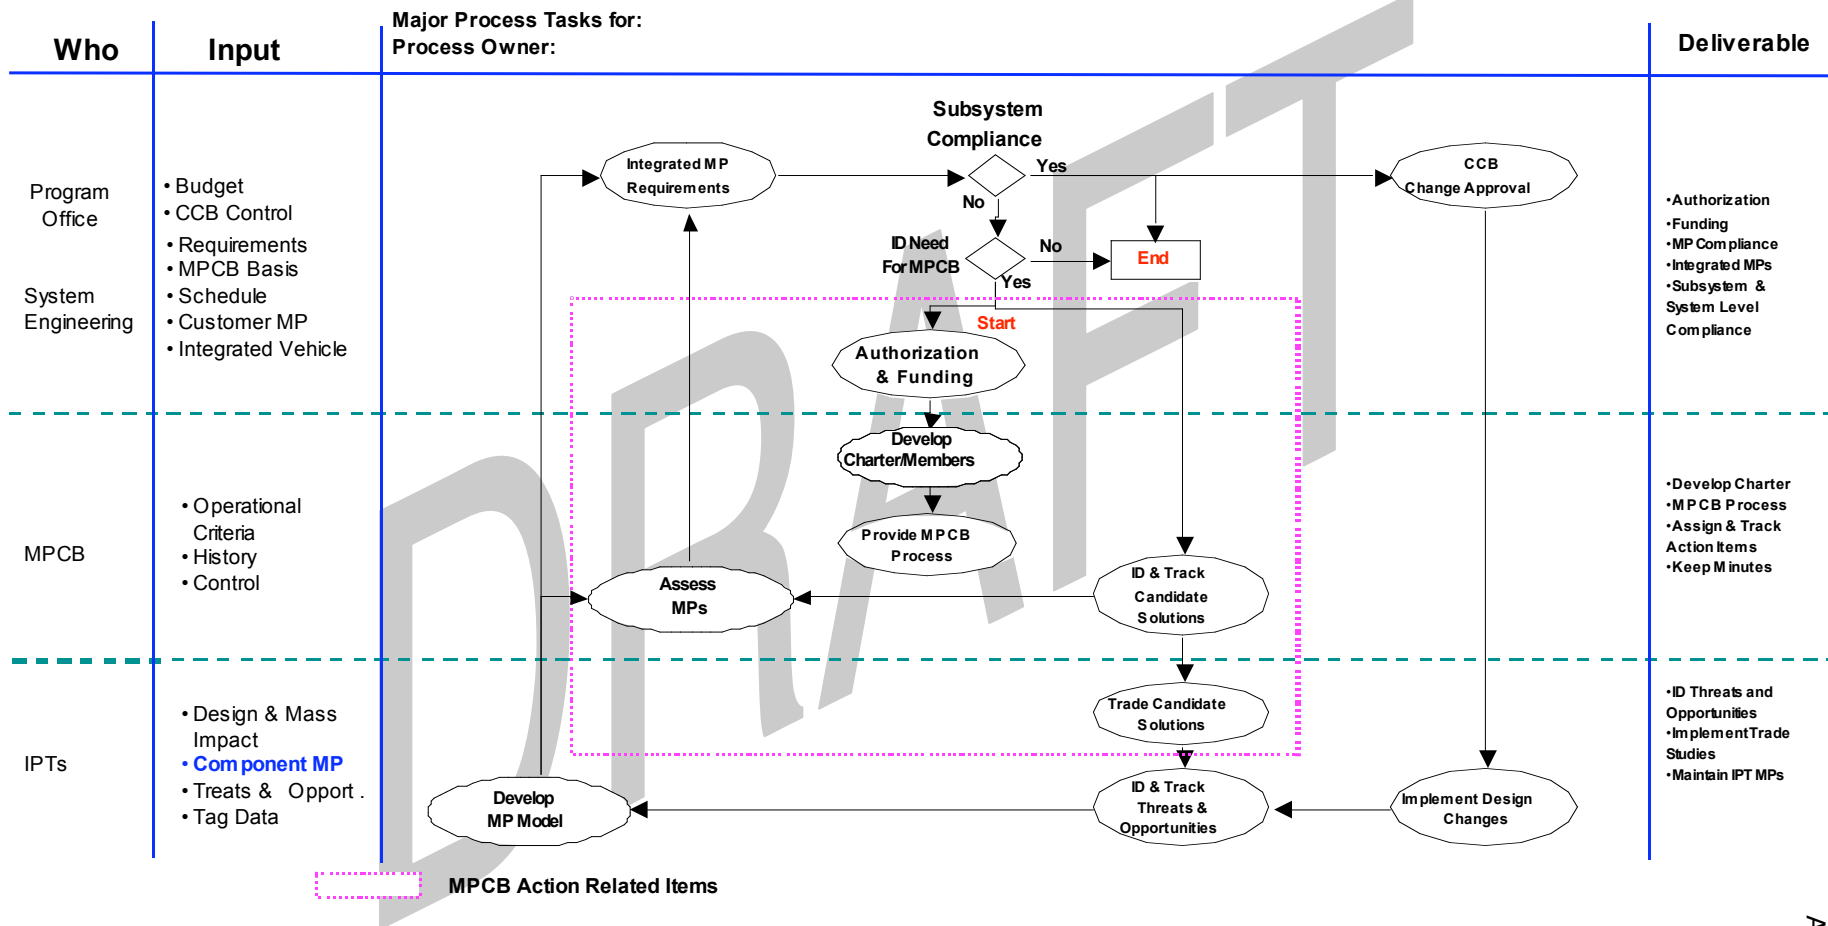 Major Process Tasks for:
Process Owner:
Who
Input
Deliverable
Program
Office
System
Engineering
• Budget
• CCB Control
• Requirements
• MPCB Basis
• Schedule
• Customer MP
• Integrated Vehicle
Integrated MP
Requirements
Subsystem
Compliance
Yes
No
CCB
Change Approval
ID Need
For MPCB
No
Yes
End
Start
Authorization
& Funding
•Authorization
•Funding
•MP Compliance
•Integrated MPs
•Subsystem &
System Level
Compliance
MPCB
• Operational
Criteria
• History
• Control
Develop
Charter/Members
Provide MPCB
Process
Assess
MPs
ID & Track
Candidate
Solutions
•Develop Charter
•MPCB Process
•Assign & Track
Action Items
•Keep Minutes
IPTs
• Design & Mass
Impact
• Component MP
• Treats & Opport .
• Tag Data
Trade Candidate
Solutions
Develop
MP Model
ID & Track
Threats &
Opportunities
Implement Design
Changes
•ID Threats and
Opportunities
•Implement Trade
Studies
•Maintain IPT MPs
MPCB Action Related Items
DRAFT
A